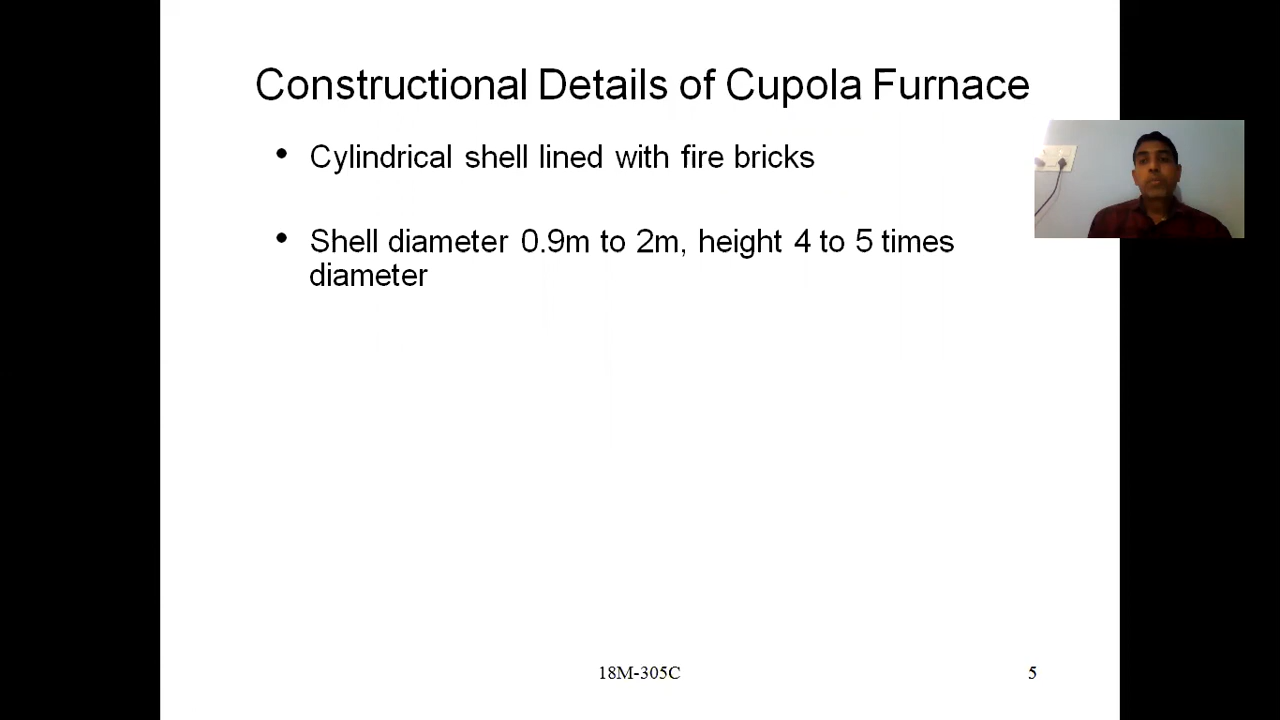 Constructional Details of Cupola Furnace
• Cylindrical shell lined with fire bricks
• Shell diameter 0.9m to 2m, height 4 to 5 times
diameter
18M-305C
5